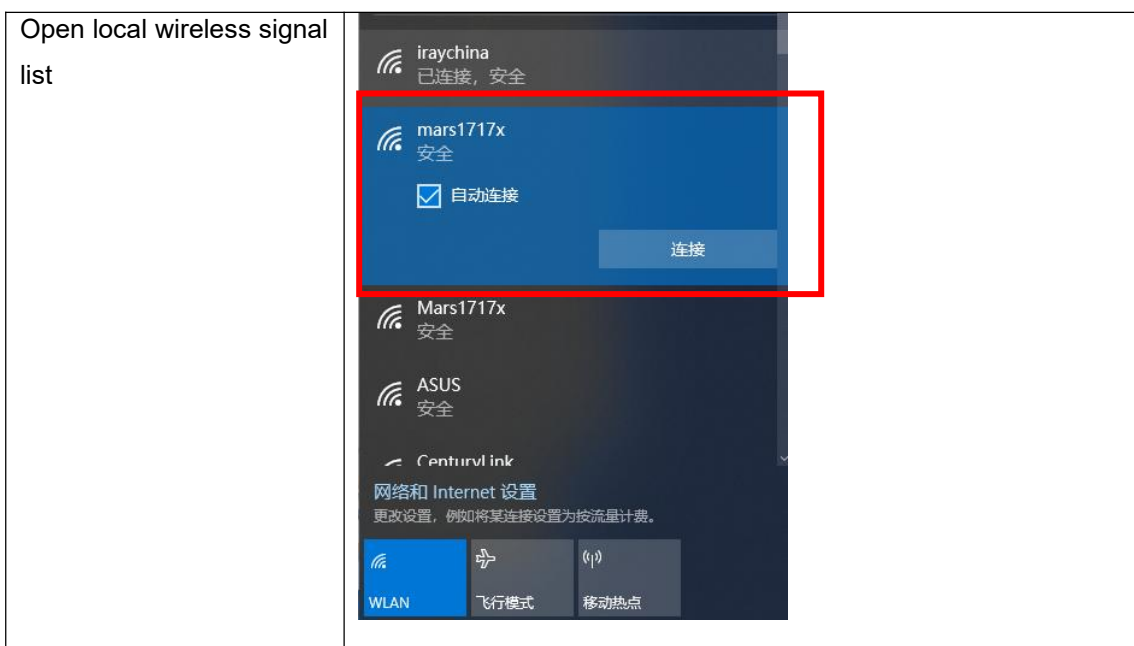 Open local wireless signal
list
iraychina
已连接，安全
mars1717x
安全
自动连接
连接
Mars1717x
安全
ASUS
安全
CenturyLink
网络和 Internet 设置
更改设置，例如将某连接设置为按流量计费。
WLAN
飞行模式
移动热点